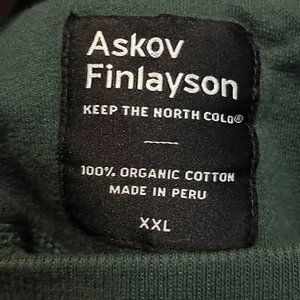 Askov
Finlayson
KEEP THE NORTH COLD®
100% ORGANIC COTTON
MADE IN PERU
XXL